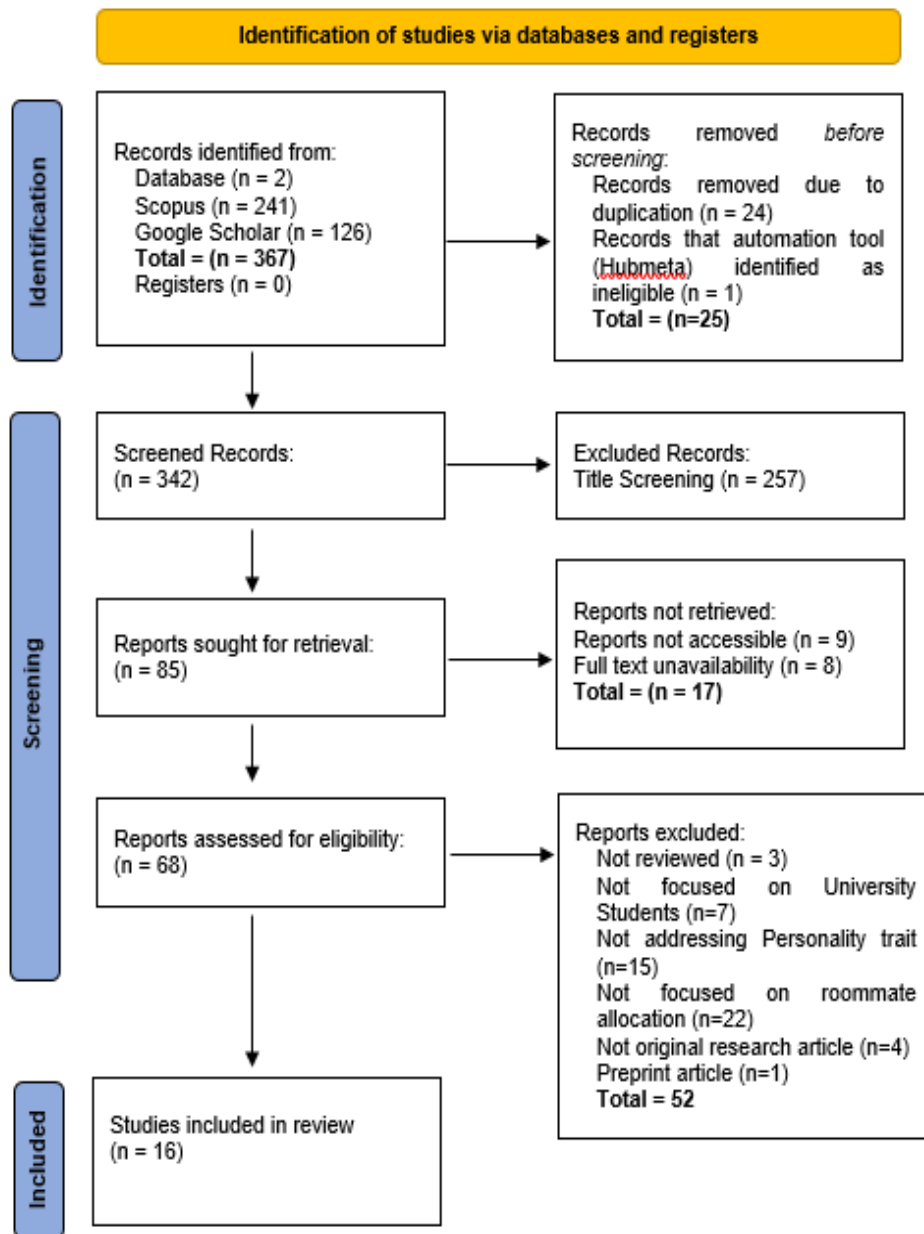 Identification of studies via databases and registers
Identification
Records identified from:
Database (n = 2)
Scopus (n = 241)
Google Scholar (n = 126)
Total = (n = 367)
Registers (n = 0)
Records removed before
screening:
Records removed due to
duplication (n = 24)
Records that automation tool
(Hubmeta) identified as
ineligible (n = 1)
Total = (n=25)
Screening
Screened Records:
(n = 342)
Excluded Records:
Title Screening (n = 257)
Reports sought for retrieval:
(n = 85)
Reports not retrieved:
Reports not accessible (n = 9)
Full text unavailability (n = 8)
Total = (n = 17)
Reports assessed for eligibility:
(n = 68)
Reports excluded:
Not reviewed (n = 3)
Not focused on University
Students (n=7)
Not addressing Personality trait
(n=15)
Not focused on roommate
allocation (n=22)
Not original research article (n=4)
Preprint article (n=1)
Total = 52
Included
Studies included in review
(n = 16)